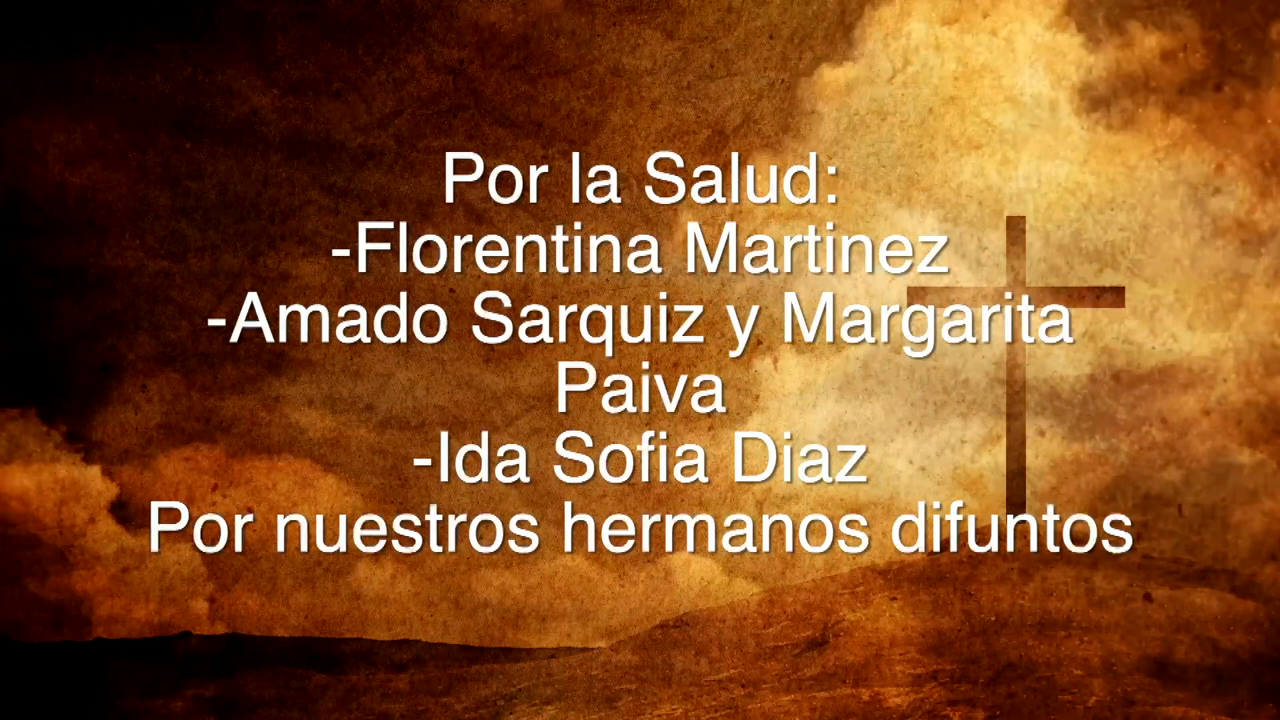 Por la Salud:
-Florentina Martinez
-Amado Sarquiz y Margarita
Paiva
-Ida Sofia Diaz
Por nuestros hermanos difuntos